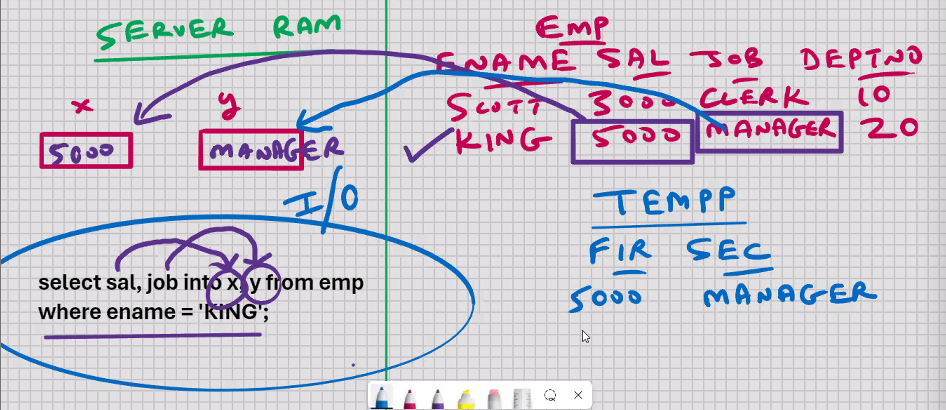 SERVER RAM
x y
5000 MANAGER
EMP
ENAME SAL JOB DEPTNO
SCOTT 3000 CLERK 10
KING 5000 MANAGER 20
I/O
select sal, job into x, y from emp
where ename = 'KING';
TEMPP
FIR SEC
5000 MANAGER